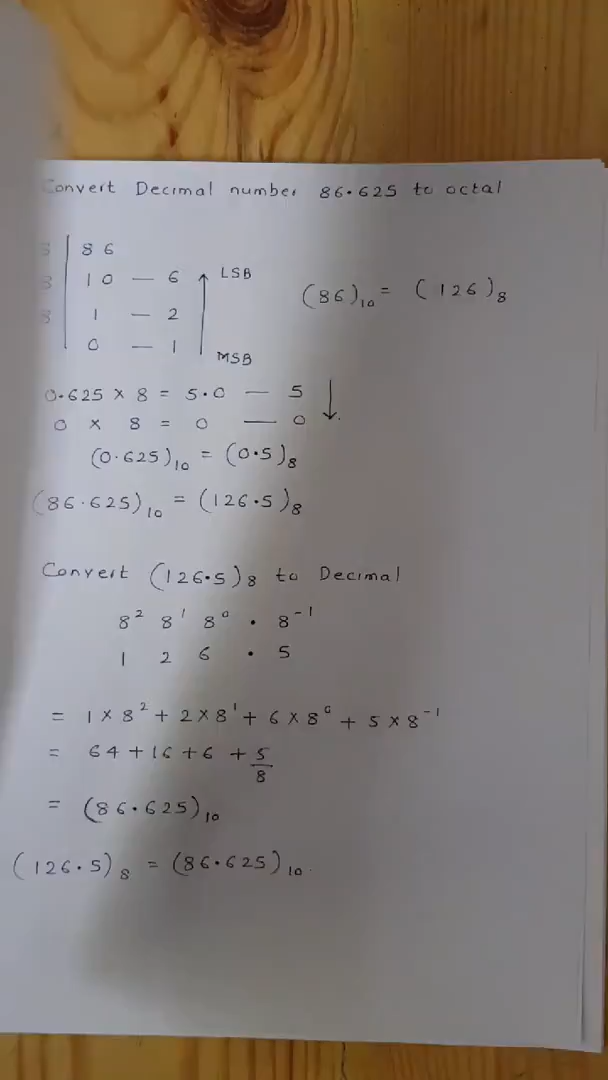 Convert Decimal number 86.625 to octal
8 | 86
8 | 10 — 6 ↑ LSB
8 | 1 — 2
0 — 1 MSB
(86)₁₀ = (126)₈
0.625 × 8 = 5.0 — 5 ↓
0 × 8 = 0 — 0
(0.625)₁₀ = (0.5)₈
(86.625)₁₀ = (126.5)₈
Convert (126.5)₈ to Decimal
8² 8¹ 8⁰ . 8⁻¹
1 2 6 . 5
= 1 × 8² + 2 × 8¹ + 6 × 8⁰ + 5 × 8⁻¹
= 64 + 16 + 6 + 5/8
= (86.625)₁₀
(126.5)₈ = (86.625)₁₀.